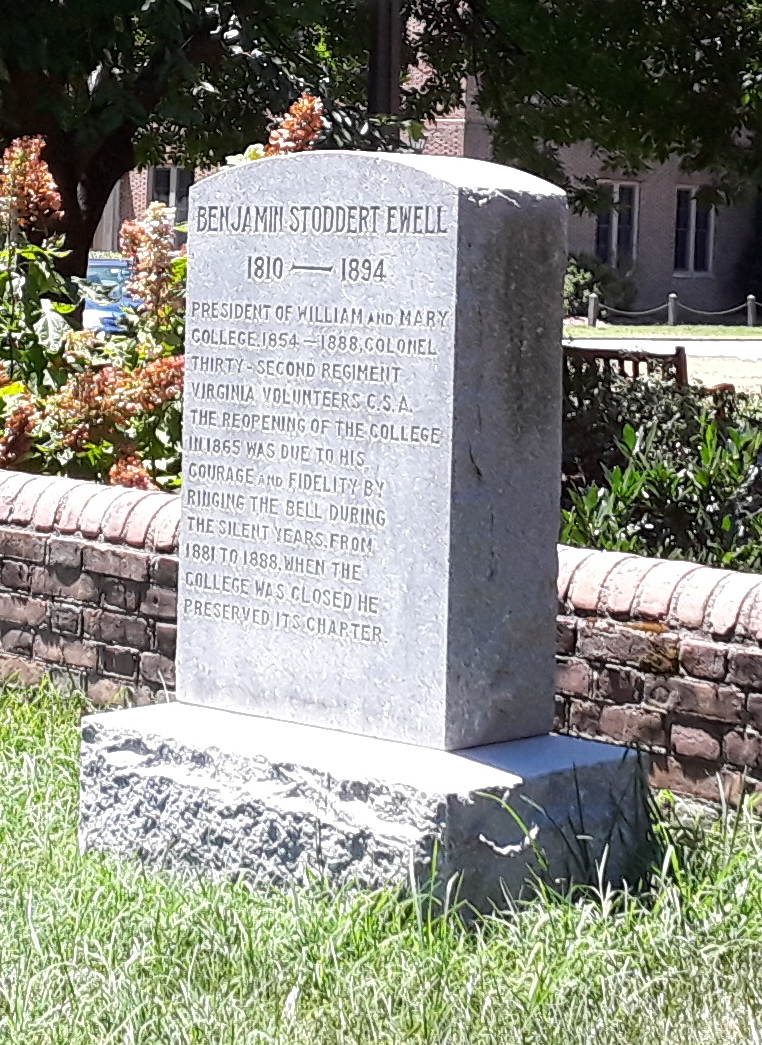 BENJAMIN STODDERT EWELL
1810 — 1894
PRESIDENT OF WILLIAM AND MARY
COLLEGE, 1854 — 1888, COLONEL
THIRTY-SECOND REGIMENT
VIRGINIA VOLUNTEERS C.S.A.
THE REOPENING OF THE COLLEGE
IN 1865 WAS DUE TO HIS
COURAGE AND FIDELITY BY
RINGING THE BELL DURING
THE SILENT YEARS, FROM
1881 TO 1888, WHEN THE
COLLEGE WAS CLOSED HE
PRESERVED ITS CHARTER.